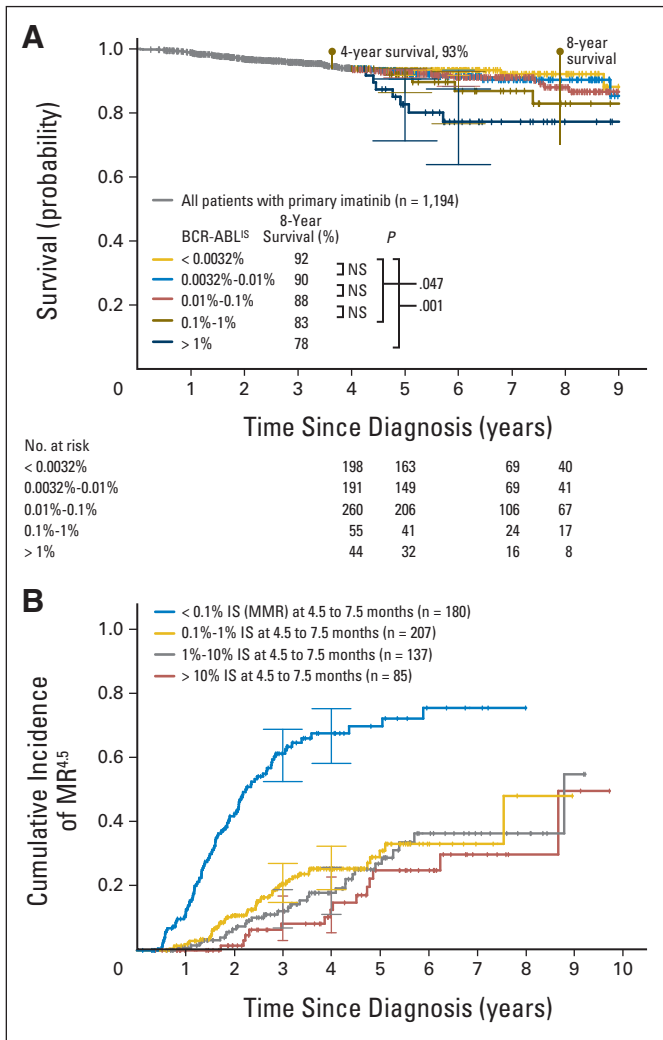 A
1.0
0.8
0.6
0.4
0.2
0
Survival (probability)
4-year survival, 93%
8-year
survival
All patients with primary imatinib (n = 1,194)
BCR-ABLIS
8-Year
Survival (%)
P
< 0.0032% 92
0.0032%-0.01% 90
0.01%-0.1% 88
0.1%-1% 83
> 1% 78
NS
NS
NS
.047
.001
1 2 3 4 5 6 7 8 9
Time Since Diagnosis (years)
No. at risk
< 0.0032% 198 163 69 40
0.0032%-0.01% 191 149 69 41
0.01%-0.1% 260 206 106 67
0.1%-1% 55 41 24 17
> 1% 44 32 16 8
B
1.0
0.8
0.6
0.4
0.2
0
Cumulative Incidence
of MR4.5
< 0.1% IS (MMR) at 4.5 to 7.5 months (n = 180)
0.1%-1% IS at 4.5 to 7.5 months (n = 207)
1%-10% IS at 4.5 to 7.5 months (n = 137)
> 10% IS at 4.5 to 7.5 months (n = 85)
1 2 3 4 5 6 7 8 9 10
Time Since Diagnosis (years)